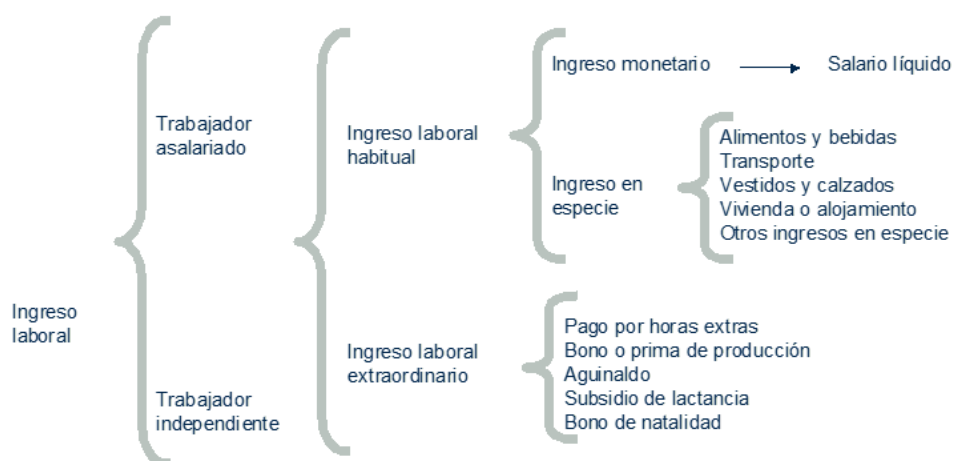 Ingreso
laboral
Trabajador
asalariado
Trabajador
independiente
Ingreso laboral
habitual
Ingreso laboral
extraordinario
Ingreso monetario
Salario líquido
Ingreso en
especie
Alimentos y bebidas
Transporte
Vestidos y calzados
Vivienda o alojamiento
Otros ingresos en especie
Pago por horas extras
Bono o prima de producción
Aguinaldo
Subsidio de lactancia
Bono de natalidad